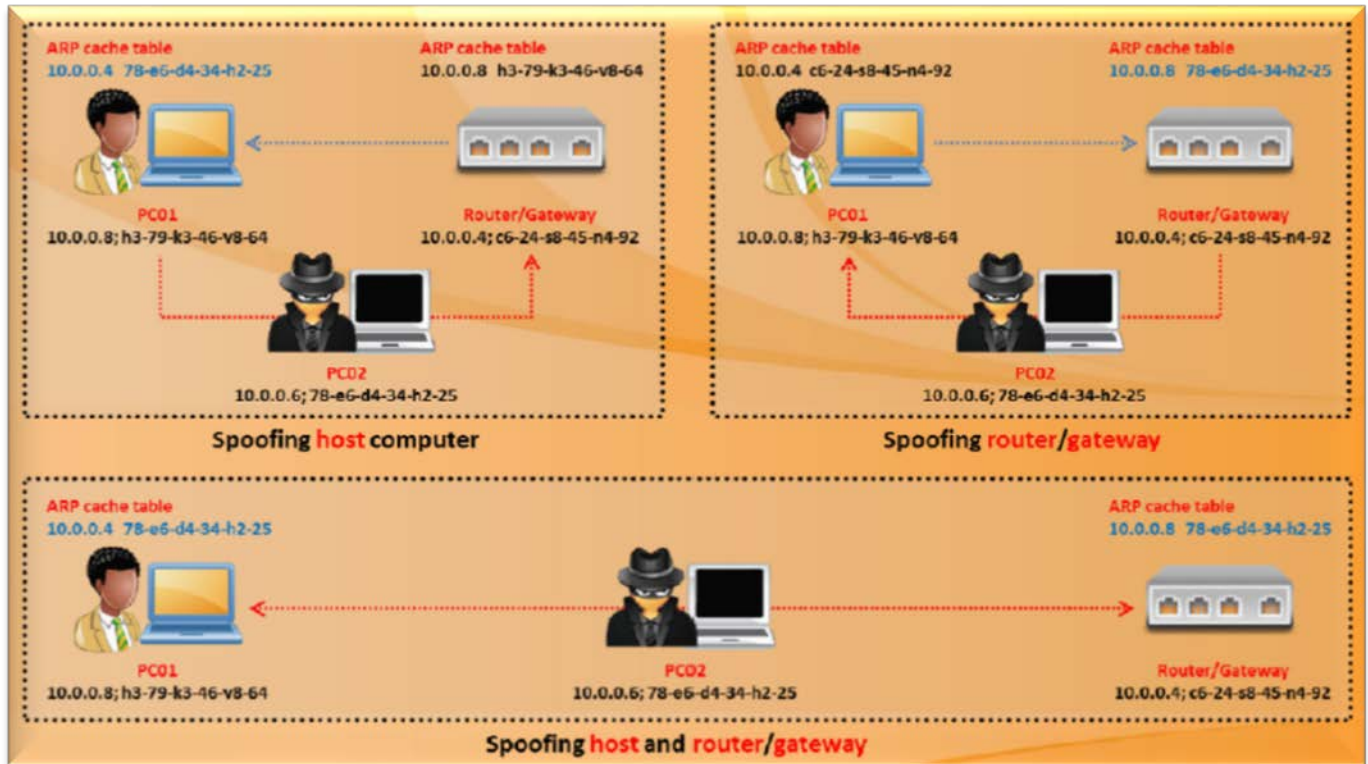 ARP cache table
10.0.0.4 78-e6-d4-34-h2-25
ARP cache table
10.0.0.8 h3-79-k3-46-v8-64
PC01
10.0.0.8; h3-79-k3-46-v8-64
Router/Gateway
10.0.0.4; c6-24-s8-45-n4-92
PC02
10.0.0.6; 78-e6-d4-34-h2-25
Spoofing host computer
ARP cache table
10.0.0.4 c6-24-s8-45-n4-92
ARP cache table
10.0.0.8 78-e6-d4-34-h2-25
PC01
10.0.0.8; h3-79-k3-46-v8-64
Router/Gateway
10.0.0.4; c6-24-s8-45-n4-92
PC02
10.0.0.6; 78-e6-d4-34-h2-25
Spoofing router/gateway
ARP cache table
10.0.0.4 78-e6-d4-34-h2-25
ARP cache table
10.0.0.8 78-e6-d4-34-h2-25
PC01
10.0.0.8; h3-79-k3-46-v8-64
PC02
10.0.0.6; 78-e6-d4-34-h2-25
Router/Gateway
10.0.0.4; c6-24-s8-45-n4-92
Spoofing host and router/gateway